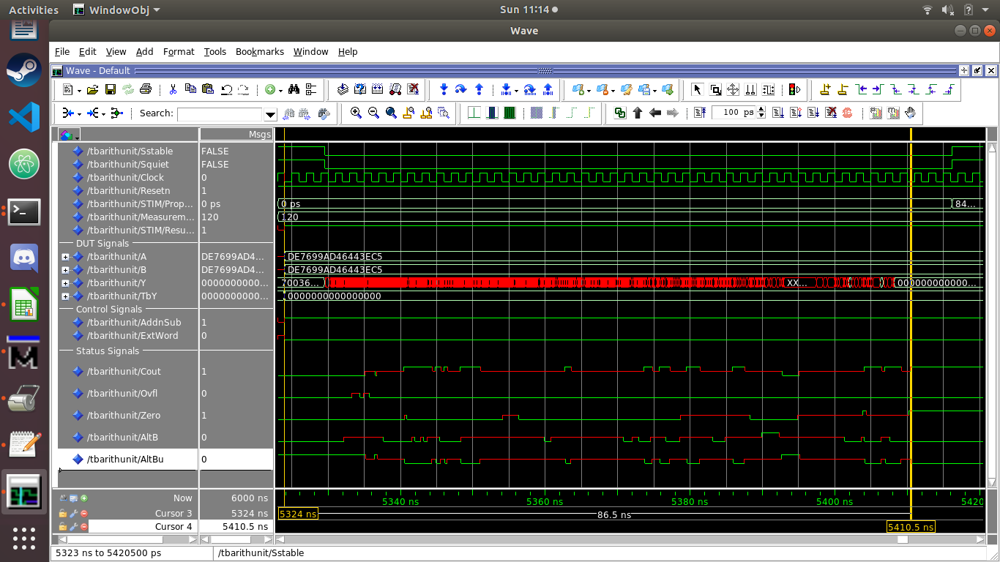 Activities WindowObj Sun 11:14
Wave
File Edit View Add Format Tools Bookmarks Window Help
Wave - Default
Search: 100 ps
Msgs
/tbarithunit/Sstable FALSE
/tbarithunit/Squiet FALSE
/tbarithunit/Clock 0
/tbarithunit/Resetn 1
/tbarithunit/STIM/Prop... 0 ps 0 ps 84...
/tbarithunit/Measurem... 120 120
/tbarithunit/STIM/Resu... 1
DUT Signals
/tbarithunit/A DE7699AD4... DE7699AD46443EC5
/tbarithunit/B DE7699AD4... DE7699AD46443EC5
/tbarithunit/Y 0000000000... 70036... XX... 000000000000...
/tbarithunit/TbY 0000000000... 0000000000000000
Control Signals
/tbarithunit/AddnSub 1
/tbarithunit/ExtWord 0
Status Signals
/tbarithunit/Cout 1
/tbarithunit/Ovfl 0
/tbarithunit/Zero 1
/tbarithunit/AltB 0
/tbarithunit/AltBu 0
Now 6000 ns 5340 ns 5360 ns 5380 ns 5400 ns 5420
Cursor 3 5324 ns 5324 ns 86.5 ns
Cursor 4 5410.5 ns 5410.5 ns
5323 ns to 5420500 ps /tbarithunit/Sstable